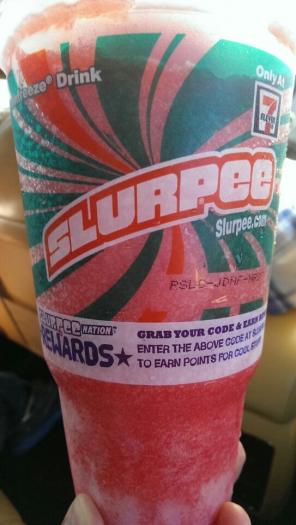 Drink
Only At
7
ELEVEN
SLURPEE
Slurpee.com
SLURPEE NATION
REWARDS
GRAB YOUR CODE & EARN
ENTER THE ABOVE CODE AT
TO EARN POINTS FOR COOL